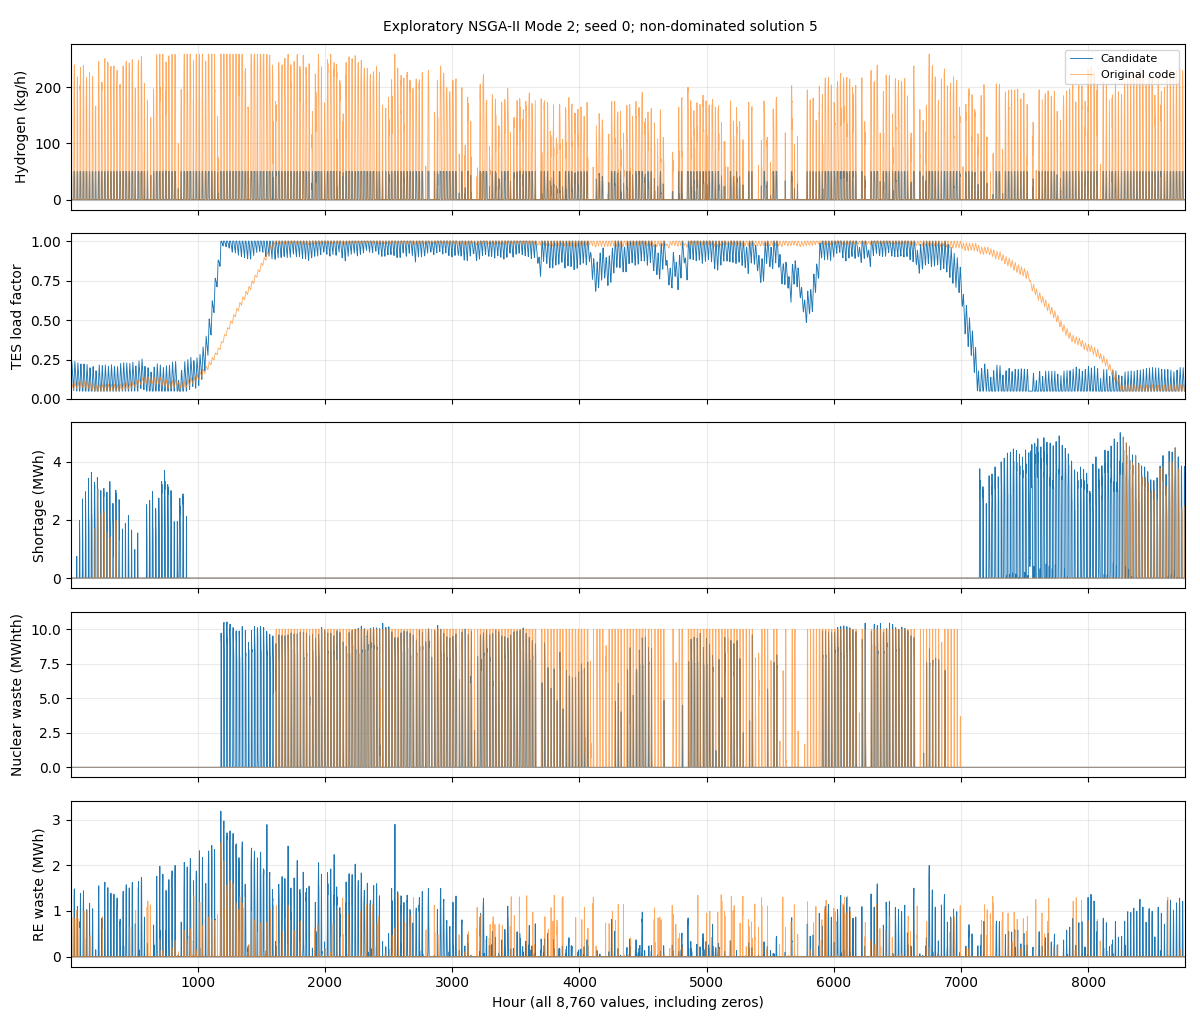 Exploratory NSGA-II Mode 2; seed 0; non-dominated solution 5
Hydrogen (kg/h)
200
100
0
Candidate
Original code
TES load factor
1.00
0.75
0.50
0.25
0.00
Shortage (MWh)
4
2
0
Nuclear waste (MWhth)
10.0
7.5
5.0
2.5
0.0
RE waste (MWh)
3
2
1
0
1000 2000 3000 4000 5000 6000 7000 8000
Hour (all 8,760 values, including zeros)